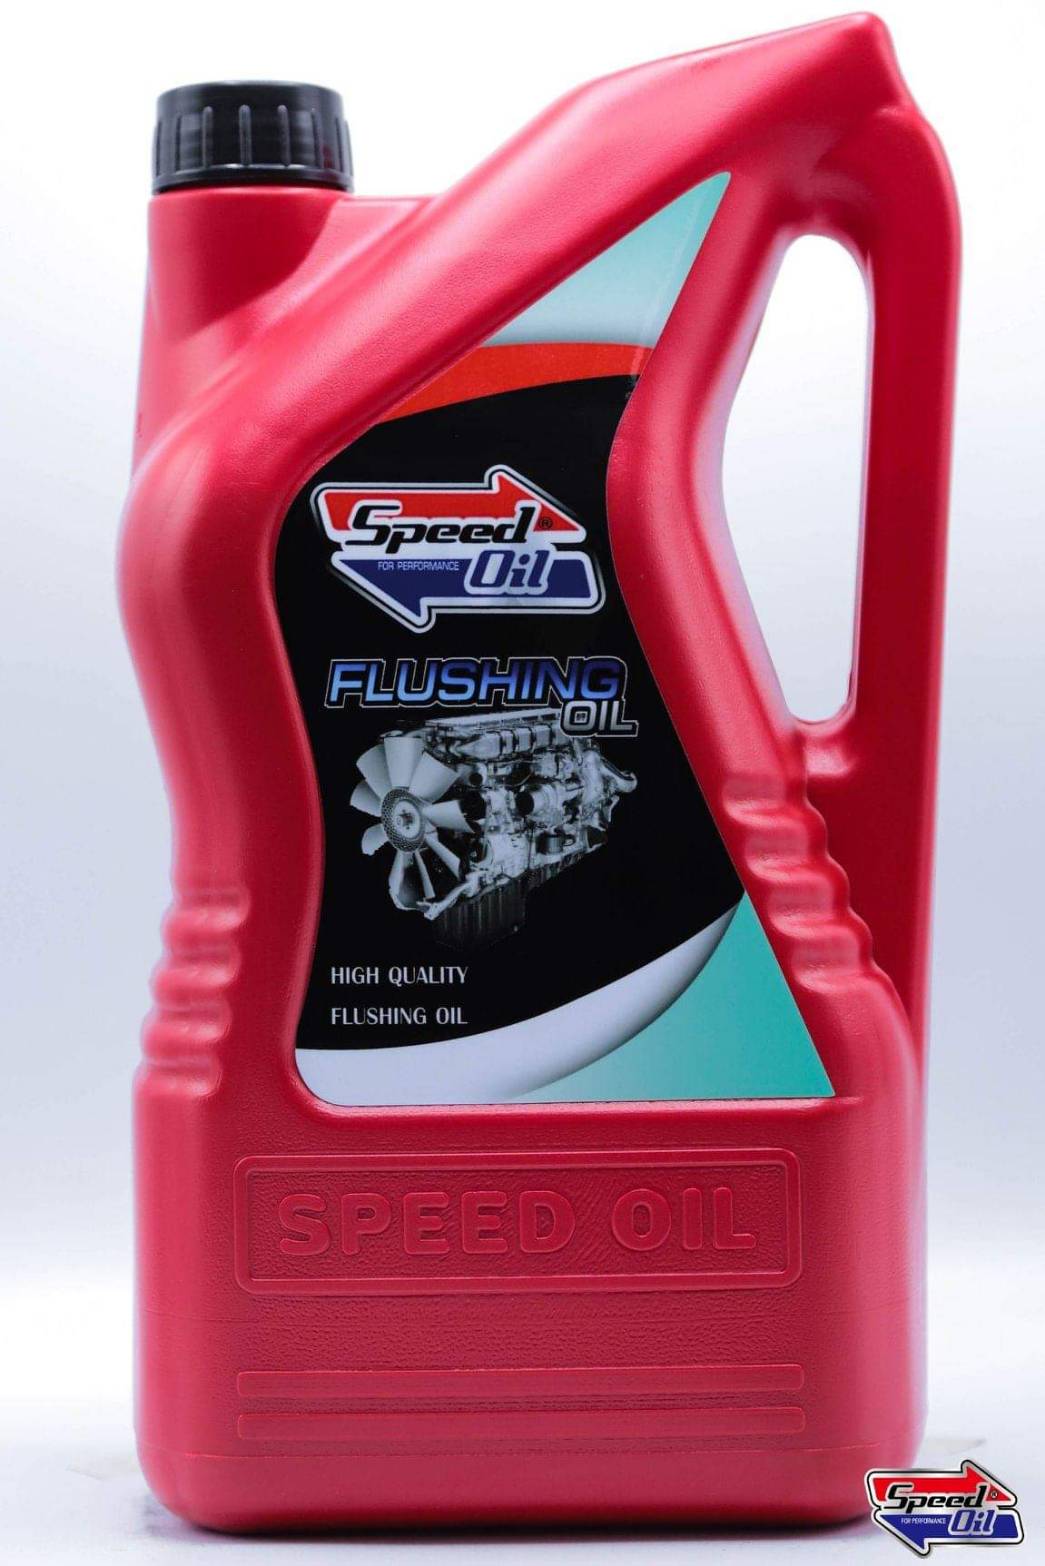 Speed®
FOR PERFORMANCE Oil
FLUSHING
OIL
HIGH QUALITY
FLUSHING OIL
SPEED OIL
Speed®
FOR PERFORMANCE Oil